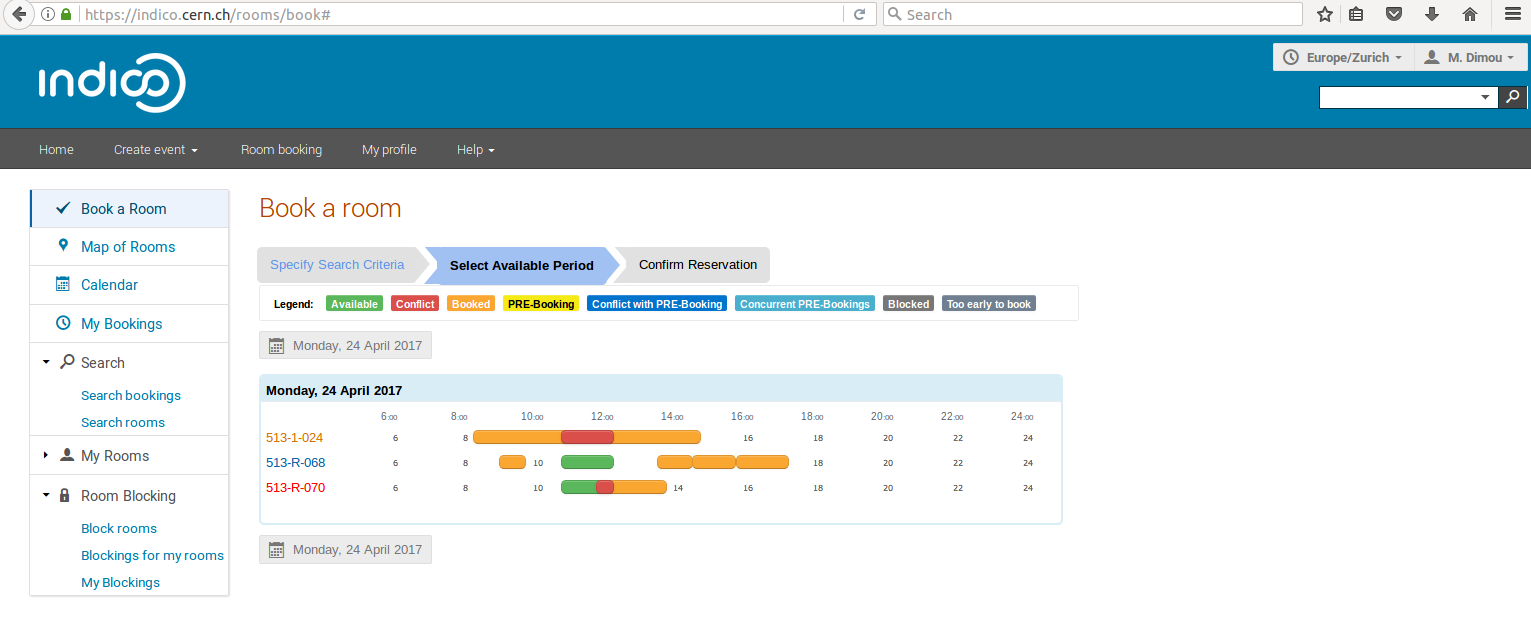 https://indico.cern.ch/rooms/book#
Search
indico
Europe/Zurich
M. Dimou
Home
Create event
Room booking
My profile
Help
Book a Room
Map of Rooms
Calendar
My Bookings
Search
Search bookings
Search rooms
My Rooms
Room Blocking
Block rooms
Blockings for my rooms
My Blockings
Book a room
Specify Search Criteria
Select Available Period
Confirm Reservation
Legend: Available Conflict Booked PRE-Booking Conflict with PRE-Booking Concurrent PRE-Bookings Blocked Too early to book
Monday, 24 April 2017
Monday, 24 April 2017
6:00 8:00 10:00 12:00 14:00 16:00 18:00 20:00 22:00 24:00
513-1-024 6 8 16 18 20 22 24
513-R-068 6 8 10 18 20 22 24
513-R-070 6 8 10 14 16 18 20 22 24
Monday, 24 April 2017